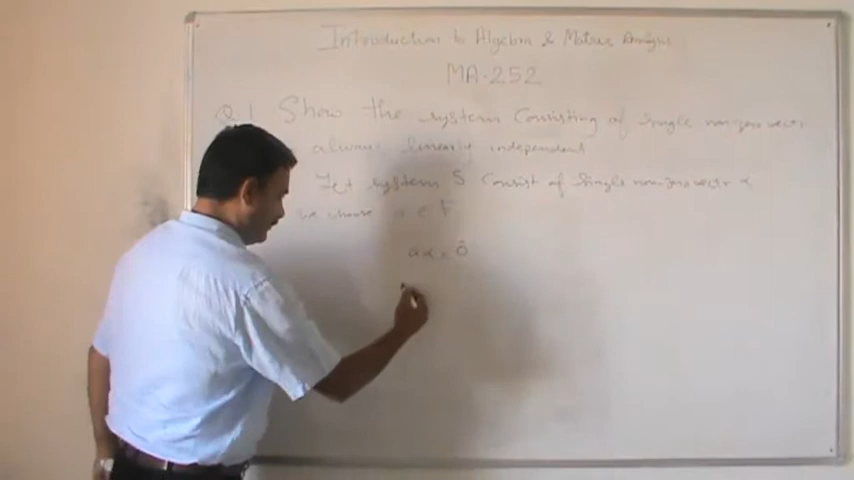 Introduction to Algebra & Matrix Analysis
MA-252
Q.1 Show the system Consisting of single non-zero vector
always linearly independent
Let system S Consist of Single non-zero vector α
we choose a ∈ F
aα = 0̄